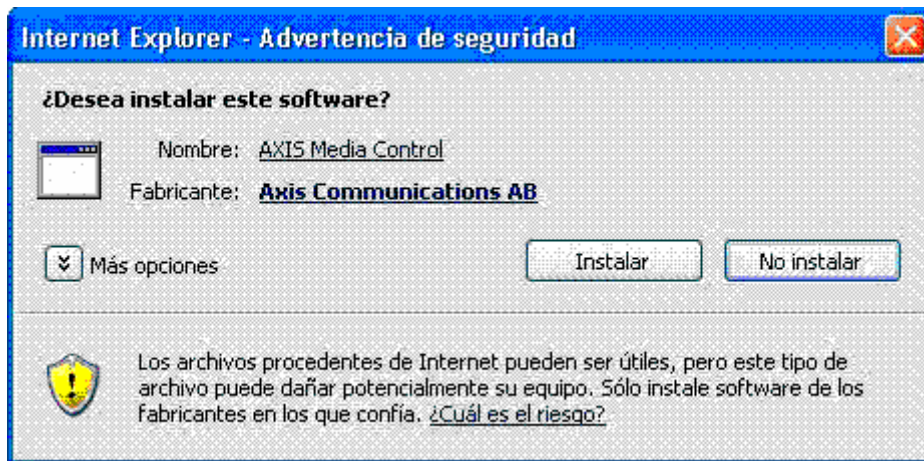 Internet Explorer - Advertencia de seguridad
¿Desea instalar este software?
Nombre: AXIS Media Control
Fabricante: Axis Communications AB
Más opciones
Instalar
No instalar
Los archivos procedentes de Internet pueden ser útiles, pero este tipo de
archivo puede dañar potencialmente su equipo. Sólo instale software de los
fabricantes en los que confía. ¿Cuál es el riesgo?